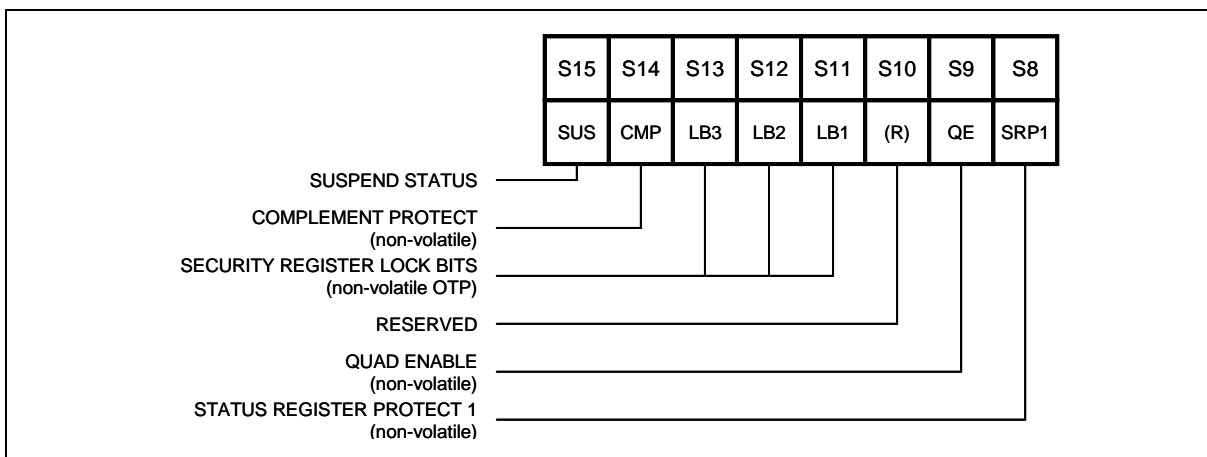 S15 S14 S13 S12 S11 S10 S9 S8
SUS CMP LB3 LB2 LB1 (R) QE SRP1
SUSPEND STATUS
COMPLEMENT PROTECT
(non-volatile)
SECURITY REGISTER LOCK BITS
(non-volatile OTP)
RESERVED
QUAD ENABLE
(non-volatile)
STATUS REGISTER PROTECT 1
(non-volatile)